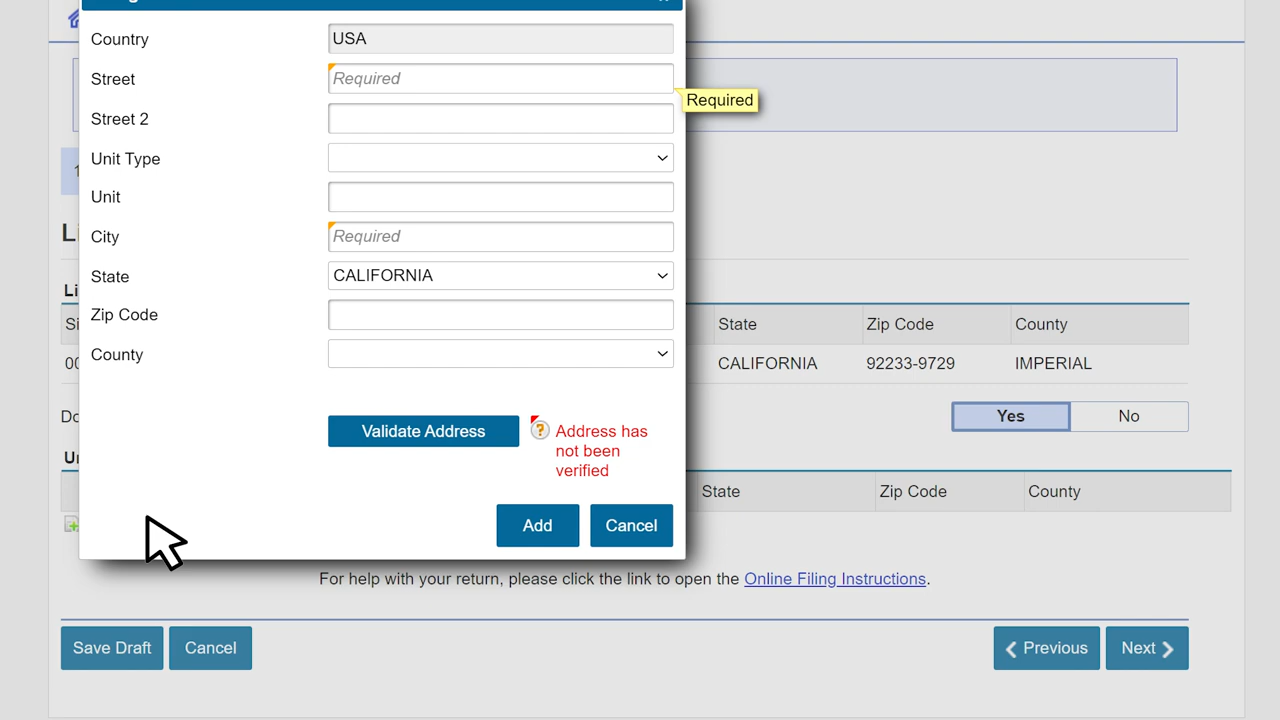 Country USA
Street Required
Required
Street 2
Unit Type
Unit
City Required
State CALIFORNIA
Zip Code
County
State Zip Code County
CALIFORNIA 92233-9729 IMPERIAL
Yes No
Validate Address
Address has
not been
verified
State Zip Code County
Add Cancel
For help with your return, please click the link to open the Online Filing Instructions.
Save Draft Cancel Previous Next